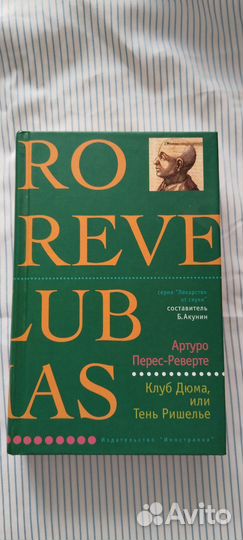 RO
REVE
LUB
IAS
серия "Лекарство
от скуки"
составитель
Б.Акунин
Артуро
Перес-Реверте
Клуб Дюма,
или
Тень Ришелье
Издательство "Иностранка"
Avito